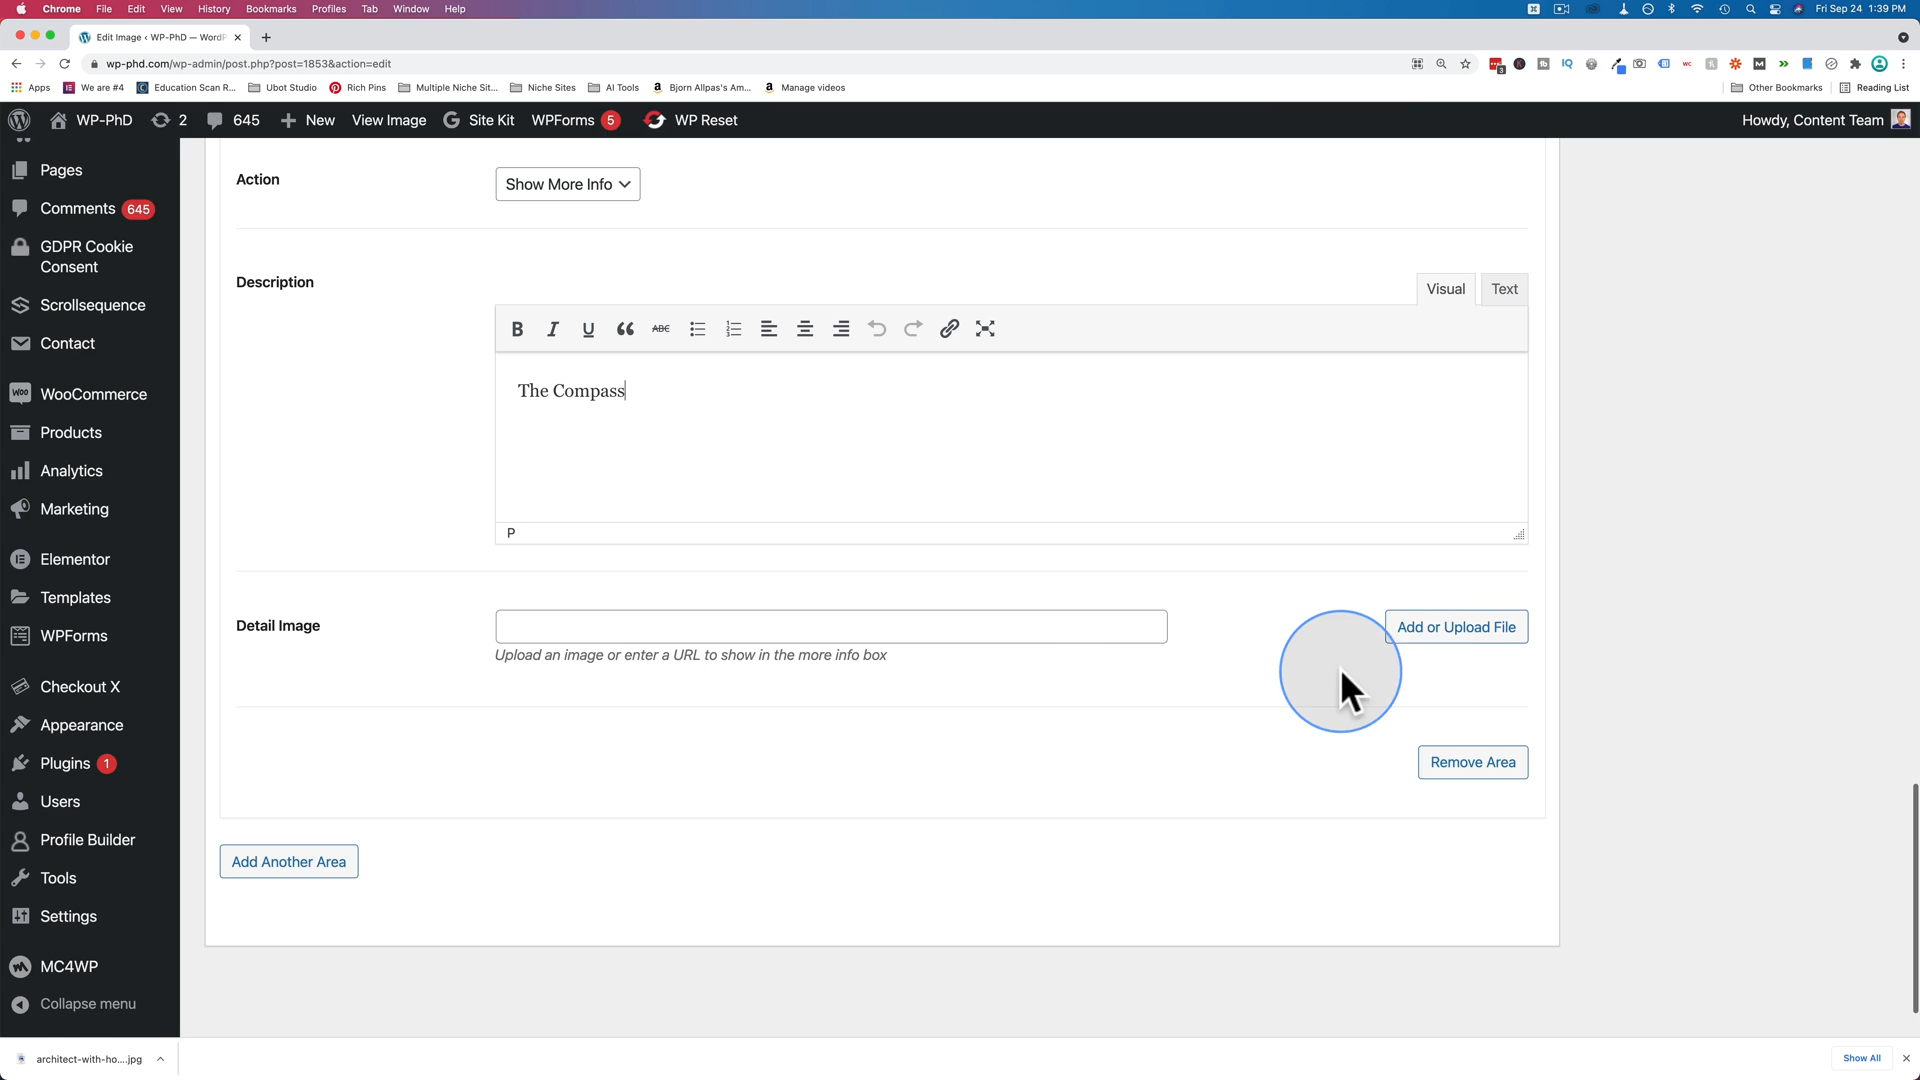 Chrome File Edit View History Bookmarks Profiles Tab Window Help Fri Sep 24 1:39 PM
Edit Image ‹ WP-PhD — WordP
wp-phd.com/wp-admin/post.php?post=1853&action=edit
Apps We are #4 Education Scan R... Ubot Studio Rich Pins Multiple Niche Sit... Niche Sites AI Tools Bjorn Allpas's Am... Manage videos Other Bookmarks Reading List
WP-PhD 2 645 New View Image Site Kit WPForms 5 WP Reset Howdy, Content Team
Pages
Comments 645
GDPR Cookie
Consent
Scrollsequence
Contact
WooCommerce
Products
Analytics
Marketing
Elementor
Templates
WPForms
Checkout X
Appearance
Plugins 1
Users
Profile Builder
Tools
Settings
MC4WP
Collapse menu
Action Show More Info
Description
Visual Text
The Compass
P
Detail Image Add or Upload File
Upload an image or enter a URL to show in the more info box
Remove Area
Add Another Area
architect-with-ho....jpg Show All